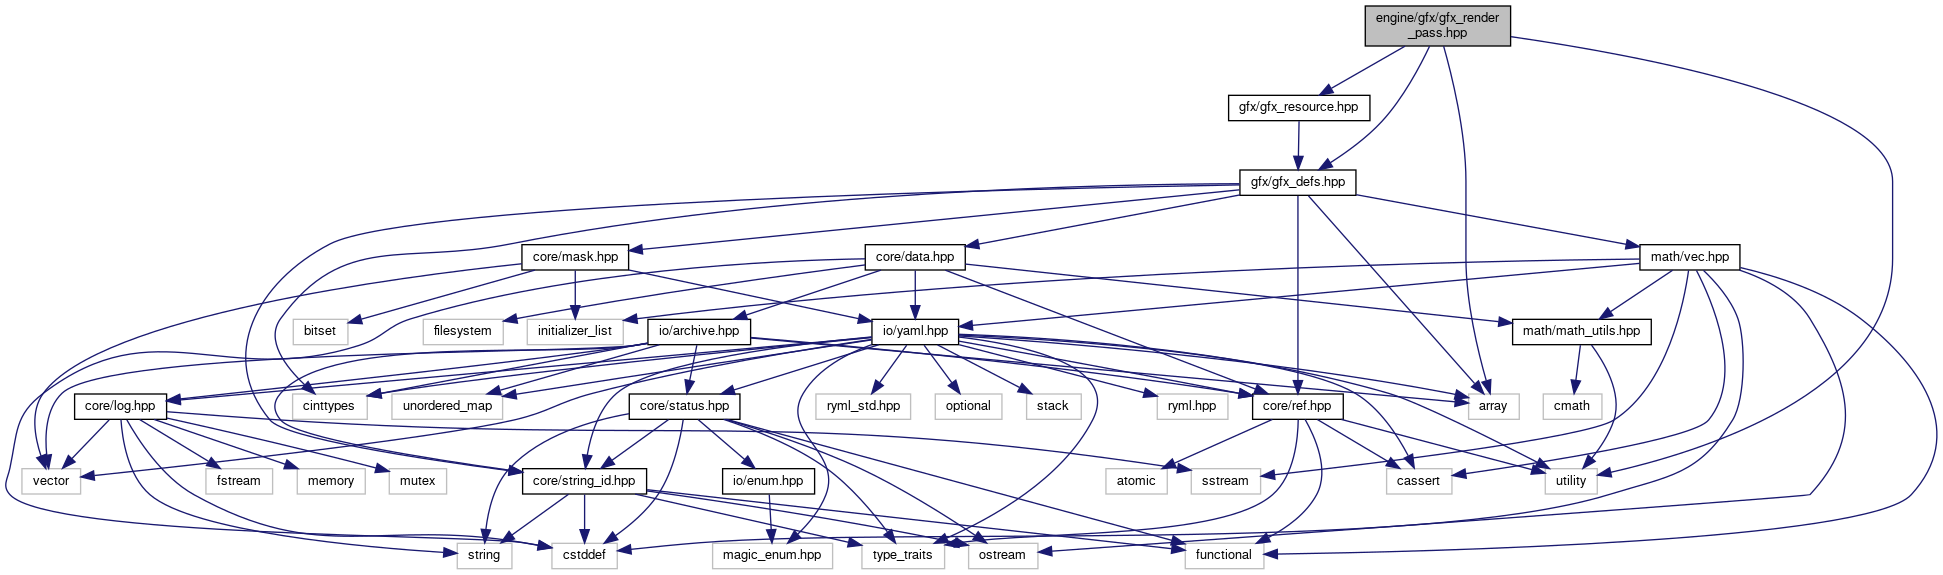 engine/gfx/gfx_render
_pass.hpp
gfx/gfx_resource.hpp
gfx/gfx_defs.hpp
core/mask.hpp
core/data.hpp
math/vec.hpp
bitset
filesystem
initializer_list
io/archive.hpp
io/yaml.hpp
math/math_utils.hpp
core/log.hpp
cinttypes
unordered_map
core/status.hpp
ryml_std.hpp
optional
stack
ryml.hpp
core/ref.hpp
array
cmath
vector
fstream
memory
mutex
core/string_id.hpp
io/enum.hpp
atomic
sstream
cassert
utility
string
cstddef
magic_enum.hpp
type_traits
ostream
functional